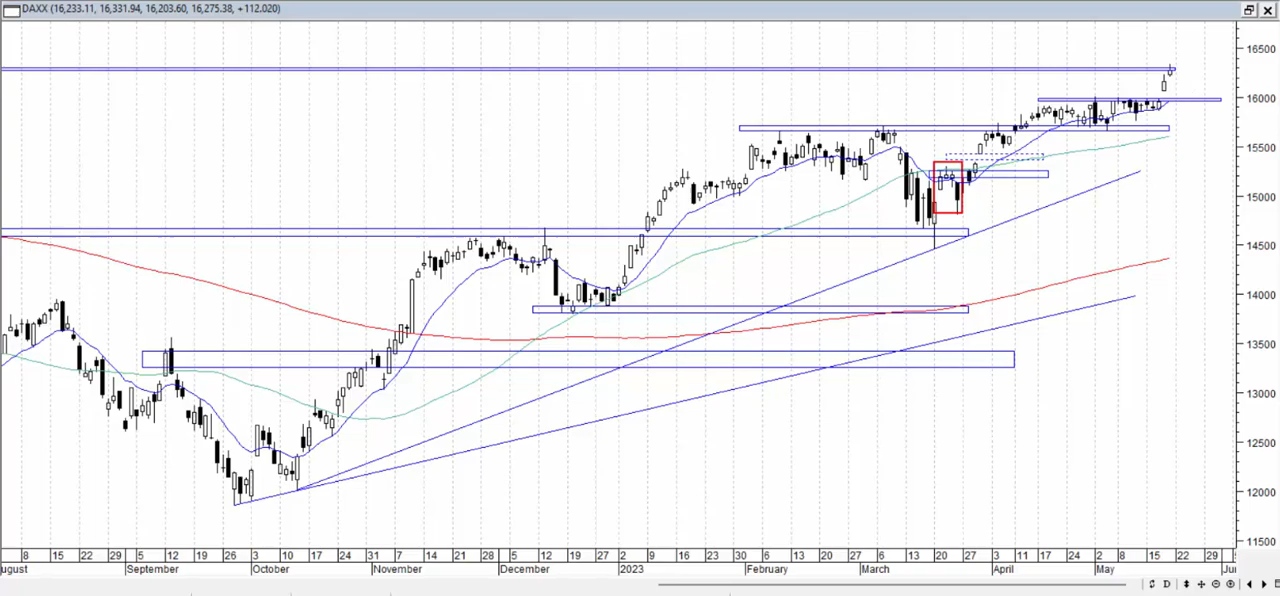 DAXX (16,233.11, 16,331.94, 16,203.60, 16,275.38, +112.020)
16500
16000
15500
15000
14500
14000
13500
13000
12500
12000
11500
8 15 22 29 5 12 19 26 3 10 17 24 31 7 14 21 28 5 12 19 27 2 9 16 23 30 6 13 20 27 6 13 20 27 3 11 17 24 2 8 15 22 29 5
ugust September October November December 2023 February March April May Jun
D